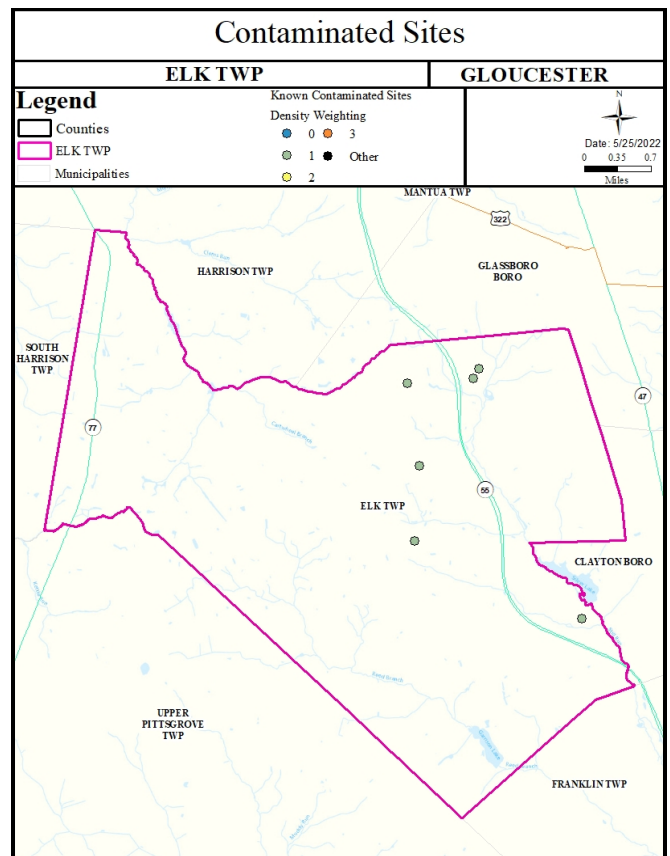 Contaminated Sites
ELK TWP
GLOUCESTER
Legend
Counties
ELK TWP
Municipalities
Known Contaminated Sites
Density Weighting
0
3
1
Other
2
N
Date: 5/25/2022
0 0.35 0.7
Miles
MANTUA TWP
322
HARRISON TWP
GLASSBORO
BORO
SOUTH
HARRISON
TWP
47
77
55
ELK TWP
CLAYTON BORO
UPPER
PITTSGROVE
TWP
FRANKLIN TWP